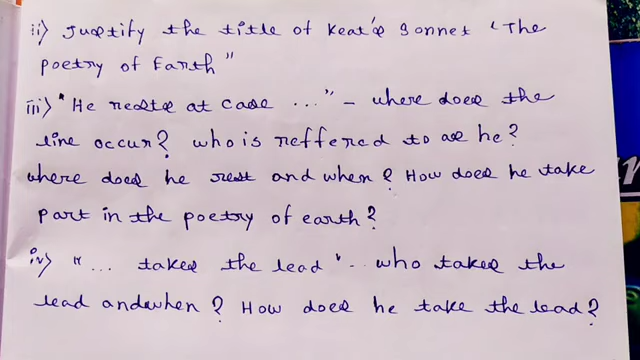 ii) Justify the title of Keat's Sonnet 'The
poetry of Earth"
iii) "He rests at ease ..." – where does the
line occur? who is reffered to as he?
where does he rest and when? How does he take
part in the poetry of earth?
iv) "... takes the lead" .. who takes the
lead andwhen? How does he take the lead?